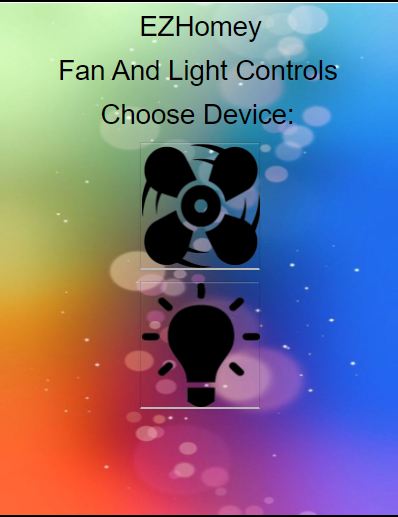 EZHomey
Fan And Light Controls
Choose Device: